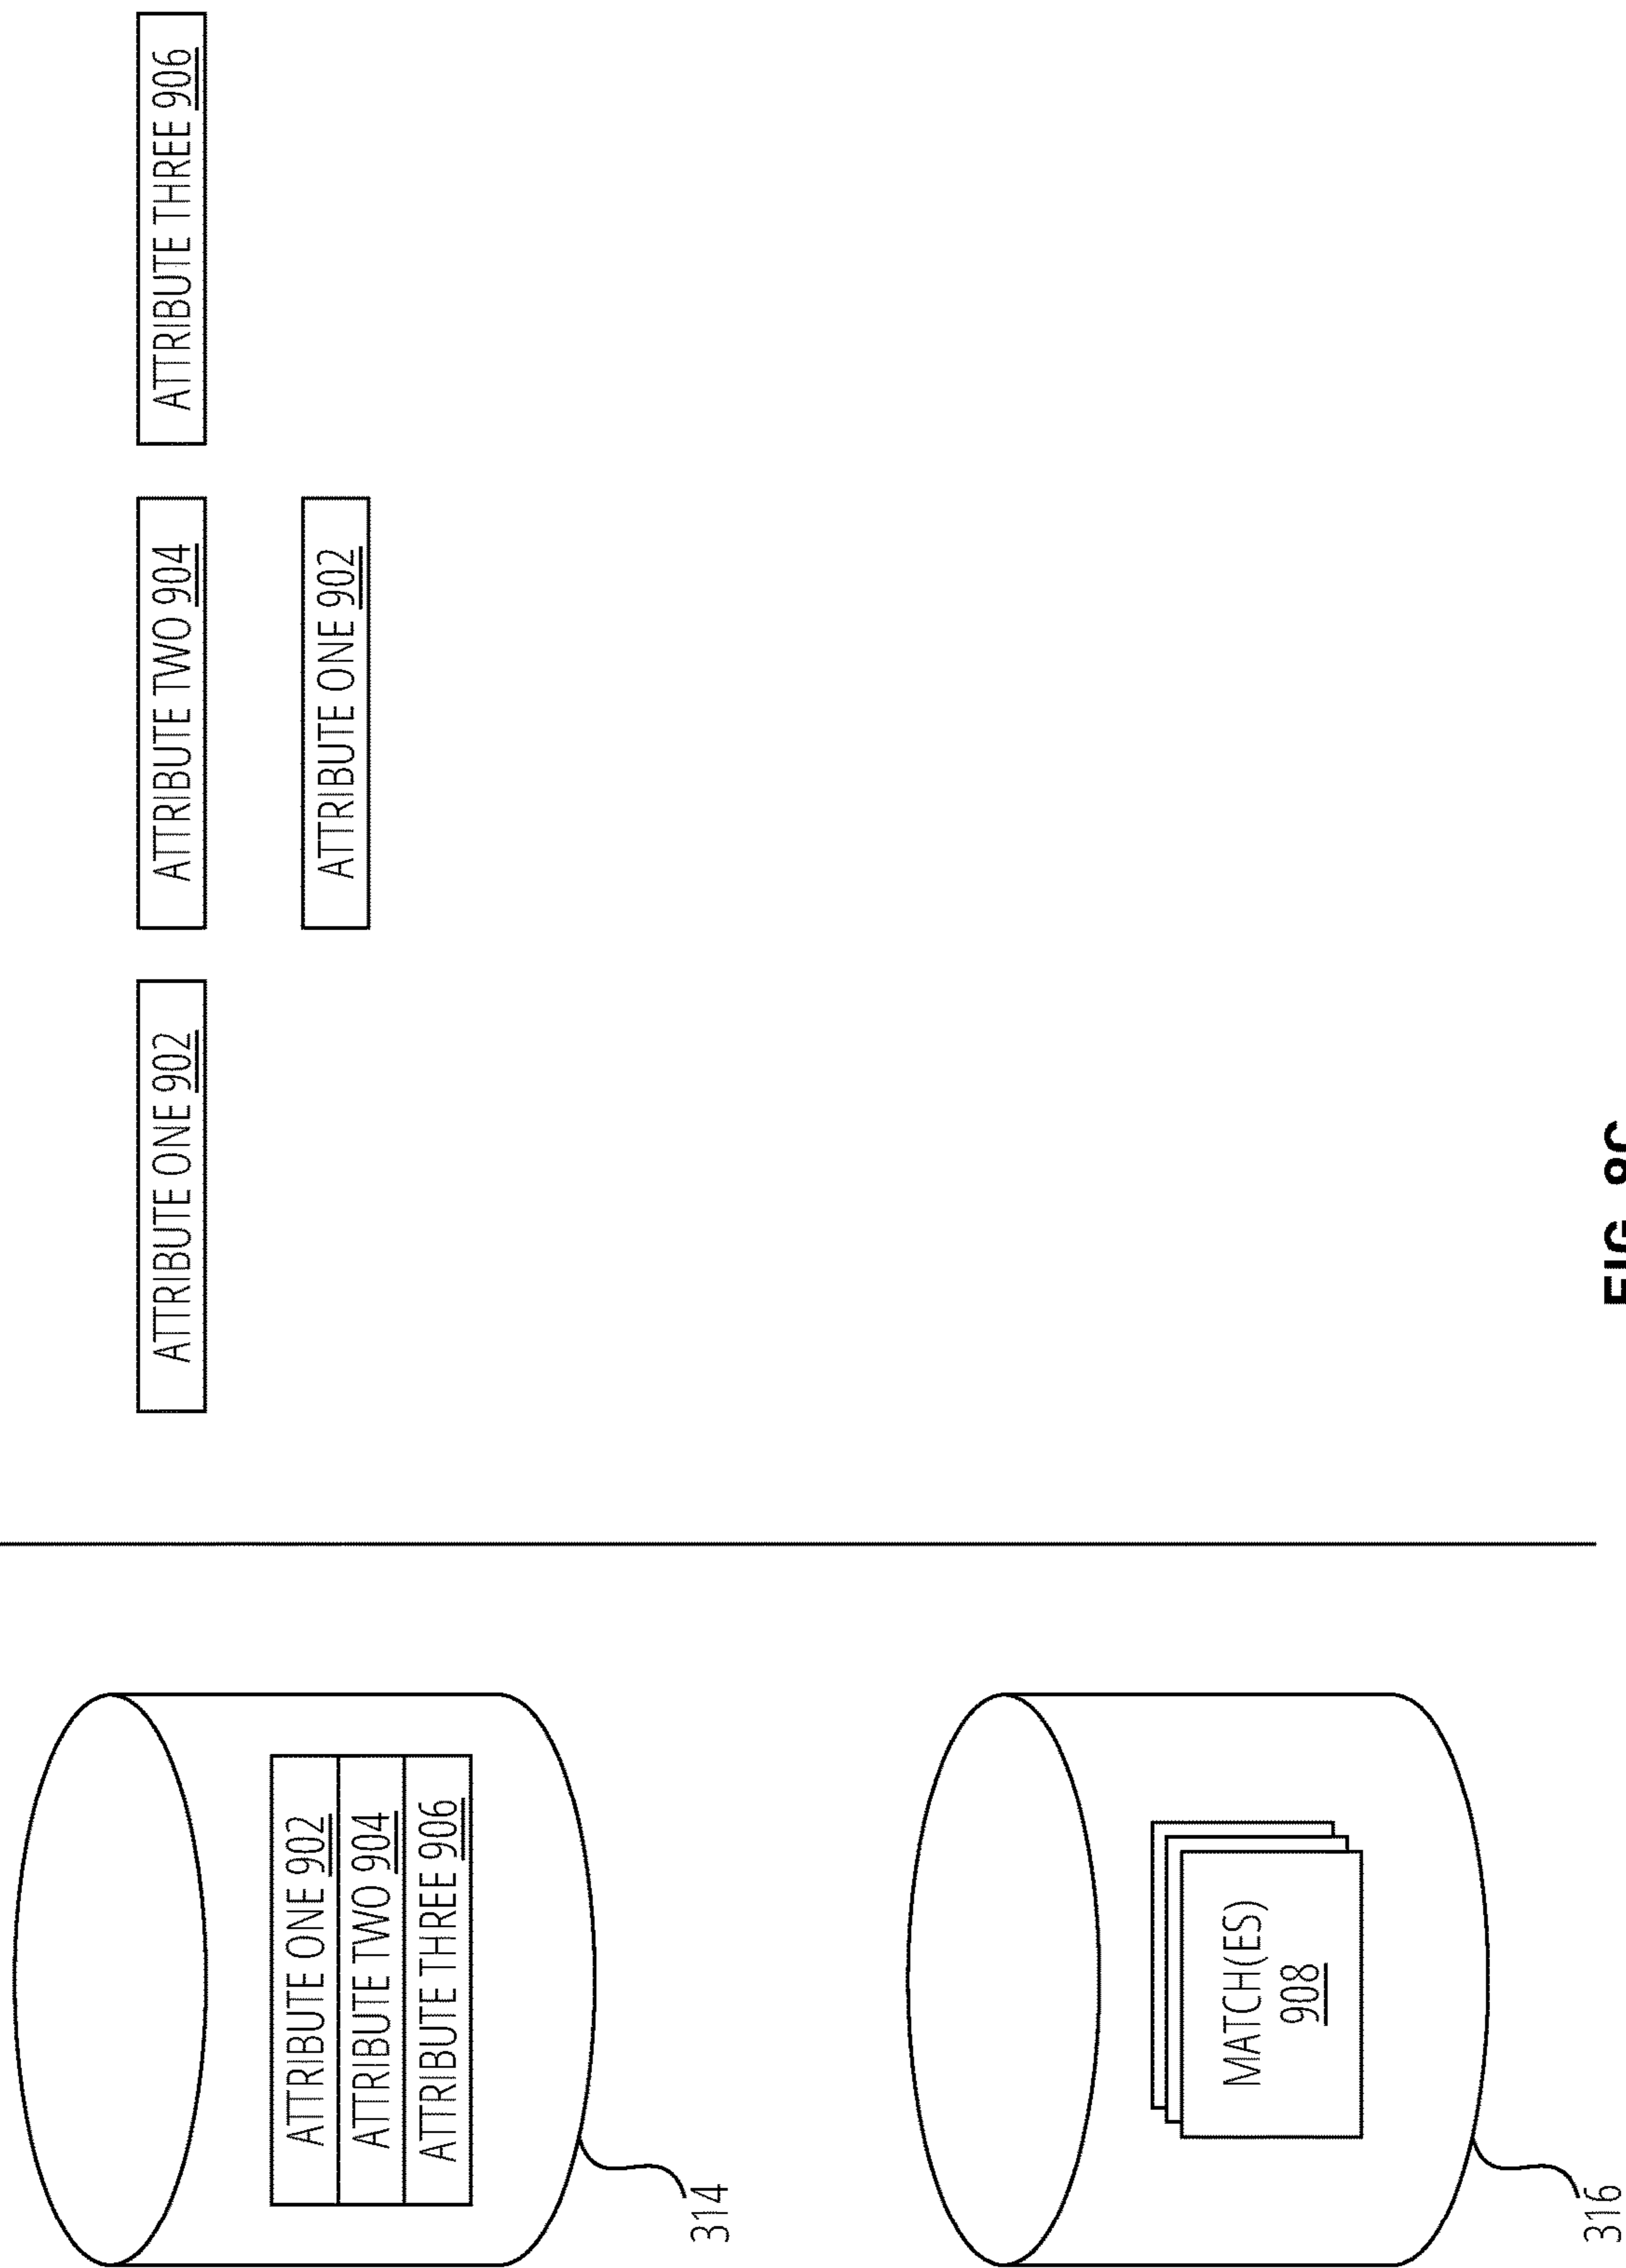 ATTRIBUTE ONE 902
ATTRIBUTE TWO 904
ATTRIBUTE THREE 906
314
MATCH(ES)
908
316
ATTRIBUTE ONE 902
ATTRIBUTE TWO 904
ATTRIBUTE THREE 906
ATTRIBUTE ONE 902
FIG